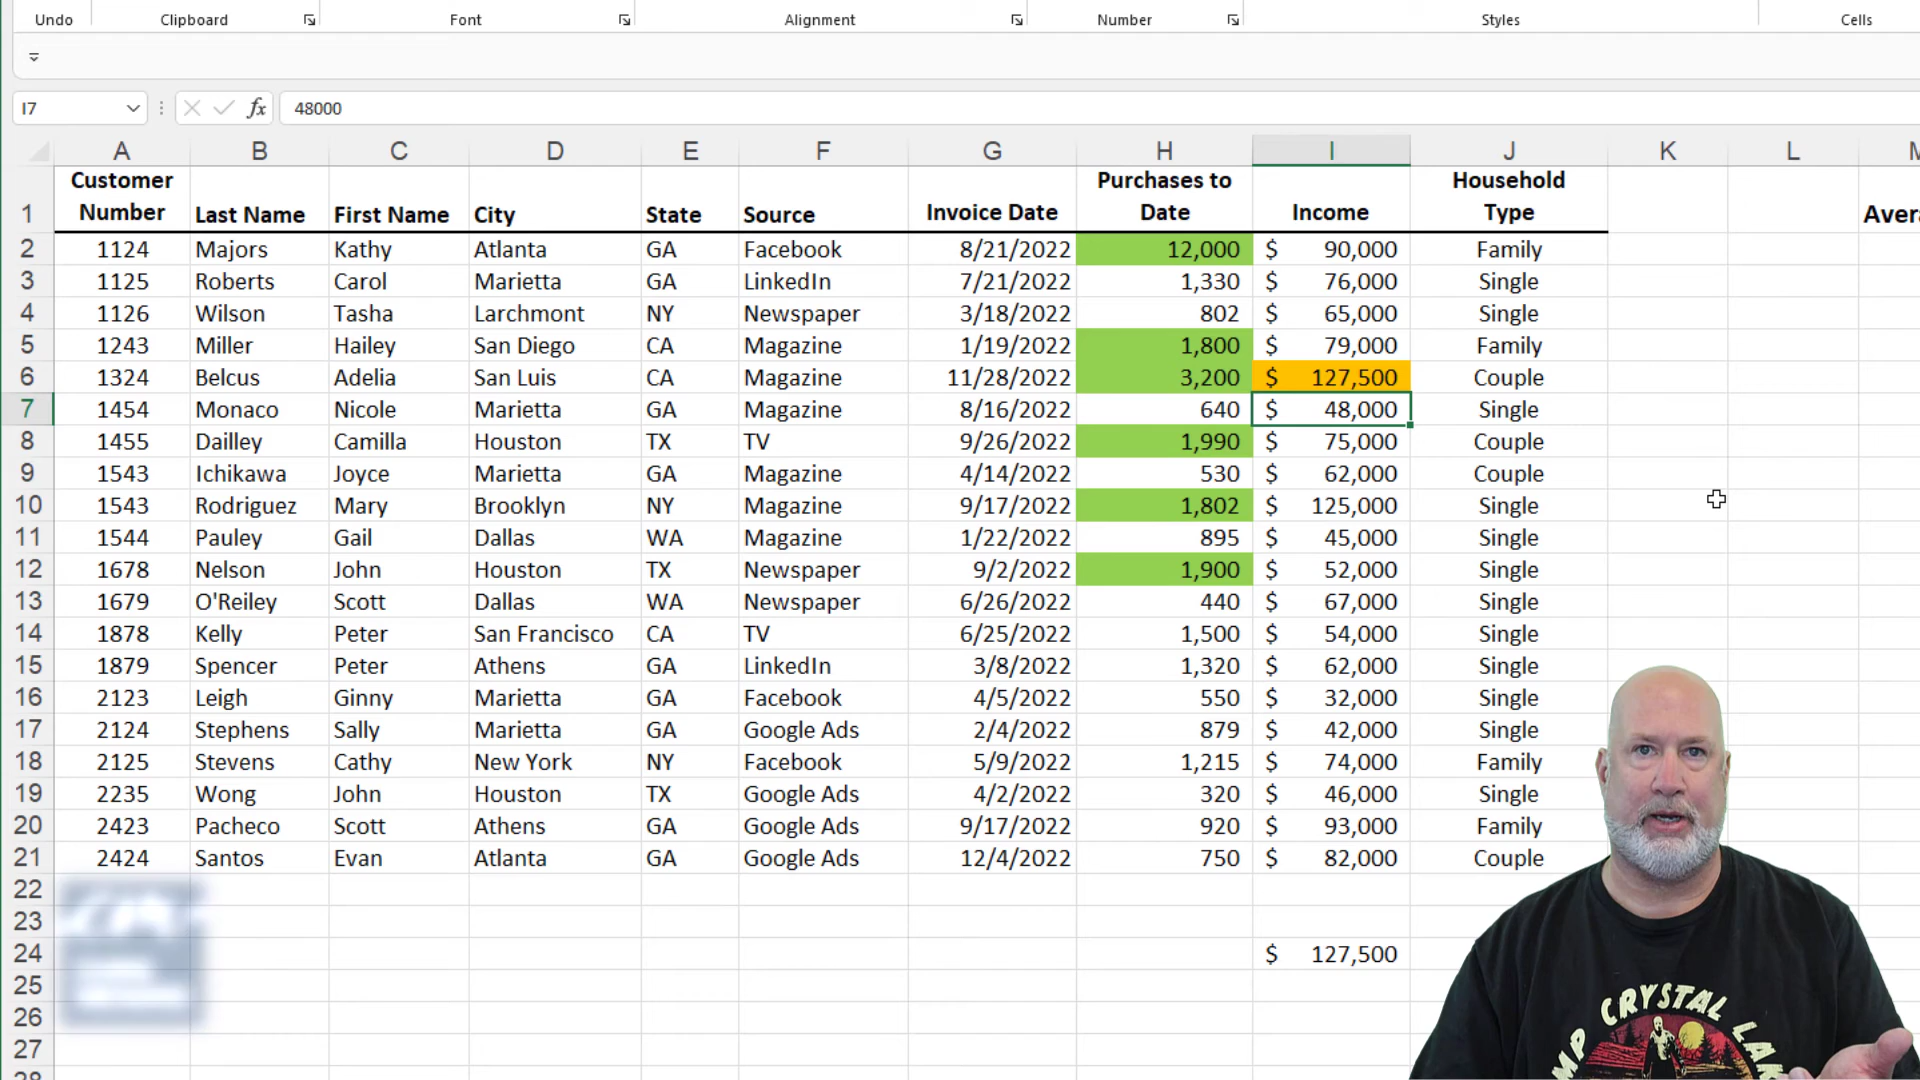 Undo Clipboard Font Alignment Number Styles Cells
I7 fx 48000
A B C D E F G H I J K L
1 Customer Number Last Name First Name City State Source Invoice Date Purchases to Date Income Household Type
2 1124 Majors Kathy Atlanta GA Facebook 8/21/2022 12,000 $ 90,000 Family
3 1125 Roberts Carol Marietta GA LinkedIn 7/21/2022 1,330 $ 76,000 Single
4 1126 Wilson Tasha Larchmont NY Newspaper 3/18/2022 802 $ 65,000 Single
5 1243 Miller Hailey San Diego CA Magazine 1/19/2022 1,800 $ 79,000 Family
6 1324 Belcus Adelia San Luis CA Magazine 11/28/2022 3,200 $ 127,500 Couple
7 1454 Monaco Nicole Marietta GA Magazine 8/16/2022 640 $ 48,000 Single
8 1455 Dailley Camilla Houston TX TV 9/26/2022 1,990 $ 75,000 Couple
9 1543 Ichikawa Joyce Marietta GA Magazine 4/14/2022 530 $ 62,000 Couple
10 1543 Rodriguez Mary Brooklyn NY Magazine 9/17/2022 1,802 $ 125,000 Single
11 1544 Pauley Gail Dallas WA Magazine 1/22/2022 895 $ 45,000 Single
12 1678 Nelson John Houston TX Newspaper 9/2/2022 1,900 $ 52,000 Single
13 1679 O'Reiley Scott Dallas WA Newspaper 6/26/2022 440 $ 67,000 Single
14 1878 Kelly Peter San Francisco CA TV 6/25/2022 1,500 $ 54,000 Single
15 1879 Spencer Peter Athens GA LinkedIn 3/8/2022 1,320 $ 62,000 Single
16 2123 Leigh Ginny Marietta GA Facebook 4/5/2022 550 $ 32,000 Single
17 2124 Stephens Sally Marietta GA Google Ads 2/4/2022 879 $ 42,000 Single
18 2125 Stevens Cathy New York NY Facebook 5/9/2022 1,215 $ 74,000 Family
19 2235 Wong John Houston TX Google Ads 4/2/2022 320 $ 46,000 Single
20 2423 Pacheco Scott Athens GA Google Ads 9/17/2022 920 $ 93,000 Family
21 2424 Santos Evan Atlanta GA Google Ads 12/4/2022 750 $ 82,000 Couple
22
23
24 $ 127,500
25
26
27
CRYSTAL